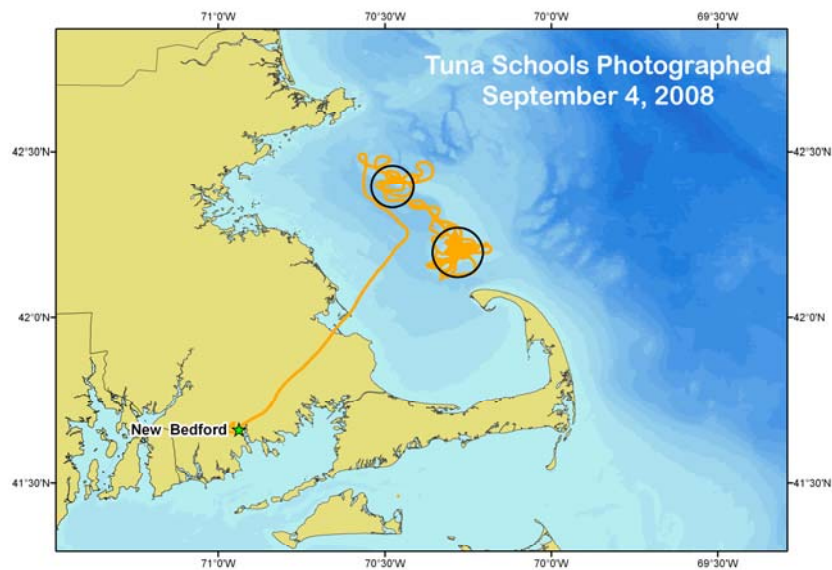 71°0'W 70°30'W 70°0'W 69°30'W
Tuna Schools Photographed
September 4, 2008
42°30'N 42°30'N
42°0'N 42°0'N
New Bedford
41°30'N 41°30'N
71°0'W 70°30'W 70°0'W 69°30'W